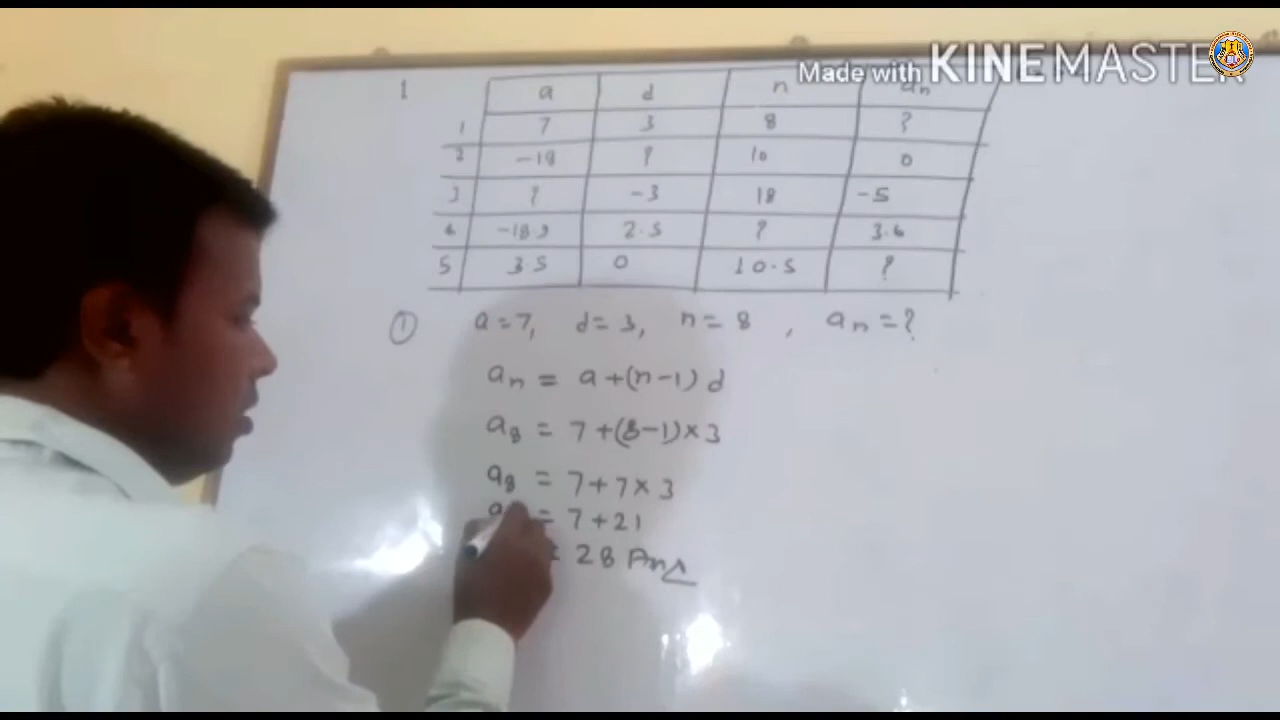 Made with KINEMASTER
1 a d n an
1 7 3 8 ?
2 -18 ? 10 0
3 ? -3 18 -5
4 -18.9 2.5 ? 3.6
5 3.5 0 10.5 ?
① a=7, d=3, n=8, an=?
an = a+(n-1) d
a8 = 7+(8-1)×3
a8 = 7+7×3
a = 7+21
= 28 Ans